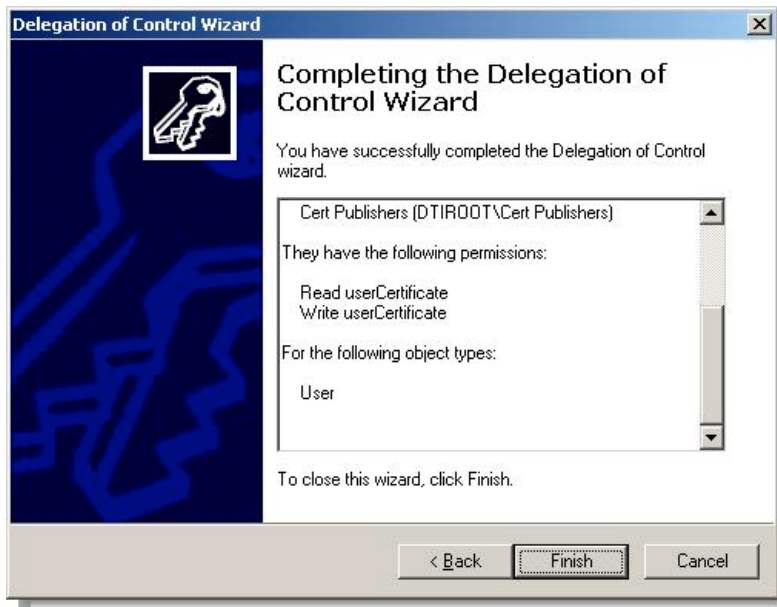 Delegation of Control Wizard
Completing the Delegation of
Control Wizard
You have successfully completed the Delegation of Control
wizard.
Cert Publishers (DTIROOT\Cert Publishers)
They have the following permissions:
Read userCertificate
Write userCertificate
For the following object types:
User
To close this wizard, click Finish.
< Back Finish Cancel